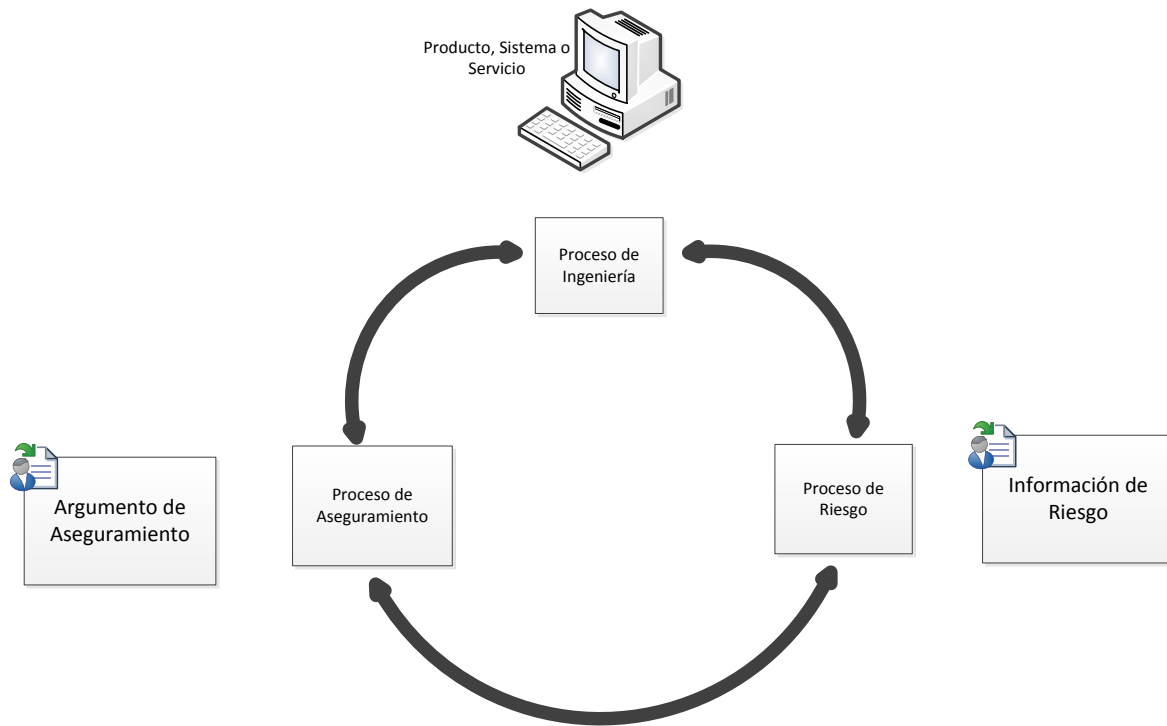 Producto, Sistema o
Servicio
Proceso de
Ingeniería
Argumento de
Aseguramiento
Proceso de
Aseguramiento
Proceso de
Riesgo
Información de
Riesgo